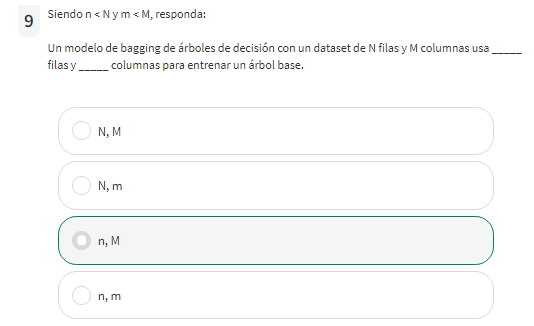 9
Siendo n < N y m < M, responda:
Un modelo de bagging de árboles de decisión con un dataset de N filas y M columnas usa _____
filas y _____ columnas para entrenar un árbol base.
N, M
N, m
n, M
n, m